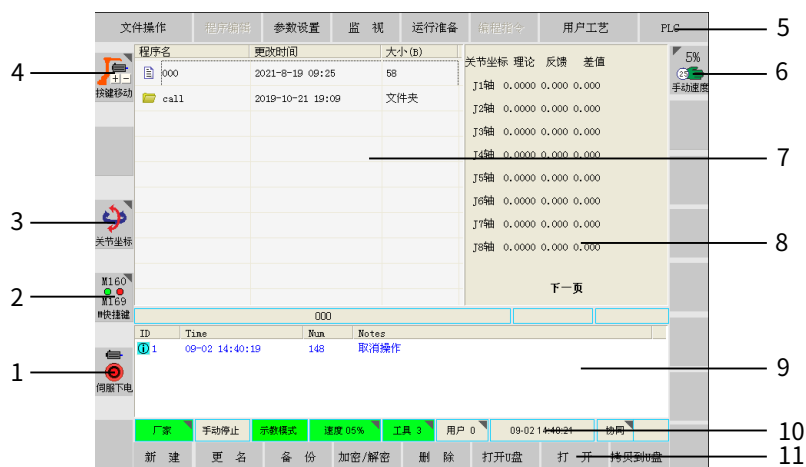 文件操作 程序编辑 参数设置 监 视 运行准备 编程指令 用户工艺 PLC 5
程序名 更改时间 大小(B)
000 2021-8-19 09:25 58
call 2019-10-21 19:09 文件夹
关节坐标 理论 反馈 差值
J1轴 0.0000 0.000 0.000
J2轴 0.0000 0.000 0.000
J3轴 0.0000 0.000 0.000
J4轴 0.0000 0.000 0.000
J5轴 0.0000 0.000 0.000
J6轴 0.0000 0.000 0.000
J7轴 0.0000 0.000 0.000
J8轴 0.0000 0.000 0.000
下一页
5%
25
手动速度
6
7
8
4
按键移动
3
关节坐标
2
M160
M169
M快捷键
1
伺服下电
000
ID Time Num Notes
1 09-02 14:40:19 148 取消操作
9
厂家 手动停止 示教模式 速度 05% 工具 3 用户 0 09-02 14:48:21 协同 10
新 建 更 名 备 份 加密/解密 删 除 打开U盘 打 开 拷贝到U盘 11